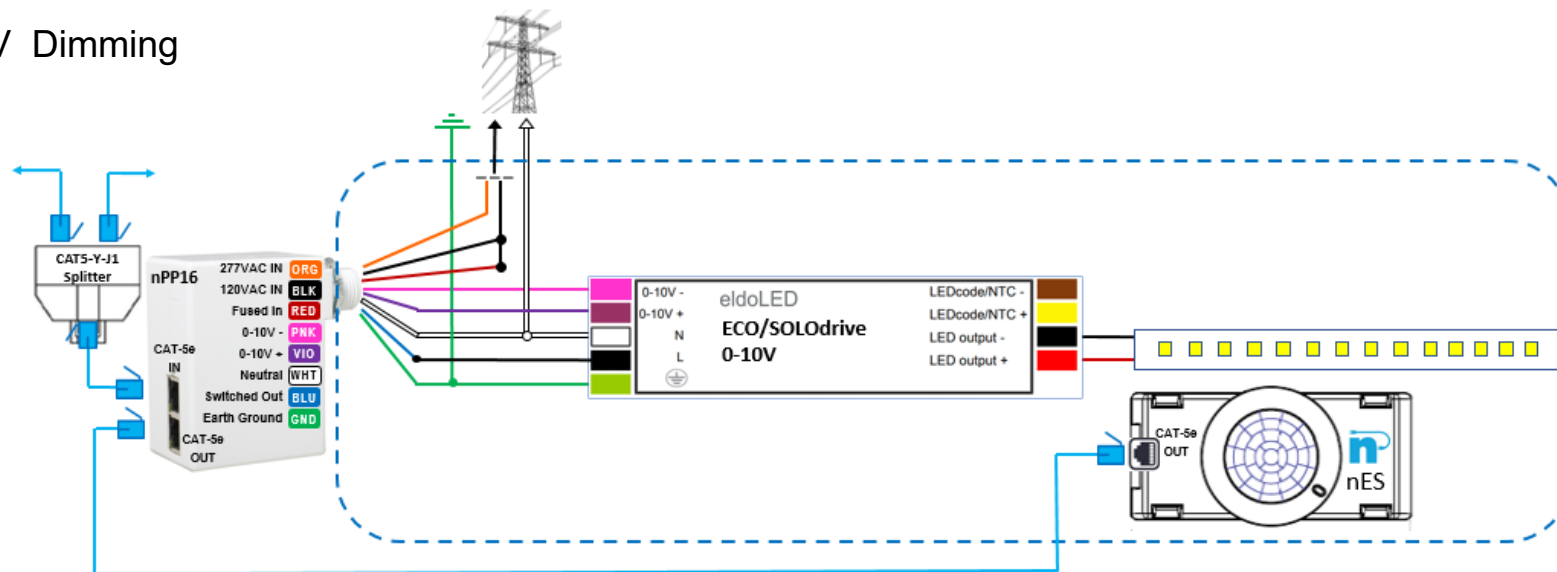 V Dimming
CAT5-Y-J1
Splitter
nPP16
277VAC IN ORG
120VAC IN BLK
Fused In RED
0-10V - PNK
0-10V + VIO
Neutral WHT
Switched Out BLU
Earth Ground GND
CAT-5e
IN
CAT-5e
OUT
0-10V -
0-10V +
N
L
eldoLED
ECO/SOLOdrive
0-10V
LEDcode/NTC -
LEDcode/NTC +
LED output -
LED output +
CAT-5e
OUT
n
nES